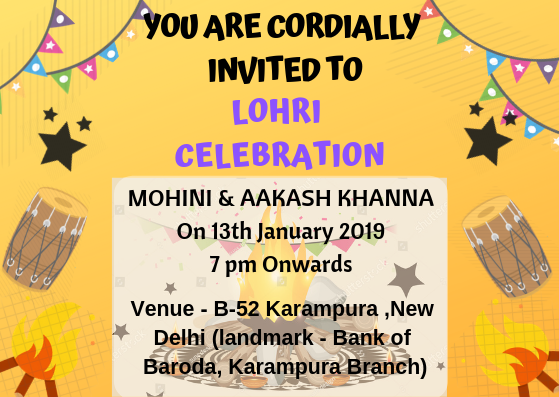 YOU ARE CORDIALLY
INVITED TO
LOHRI
CELEBRATION
MOHINI & AAKASH KHANNA
On 13th January 2019
7 pm Onwards
Venue - B-52 Karampura ,New
Delhi (landmark - Bank of
Baroda, Karampura Branch)